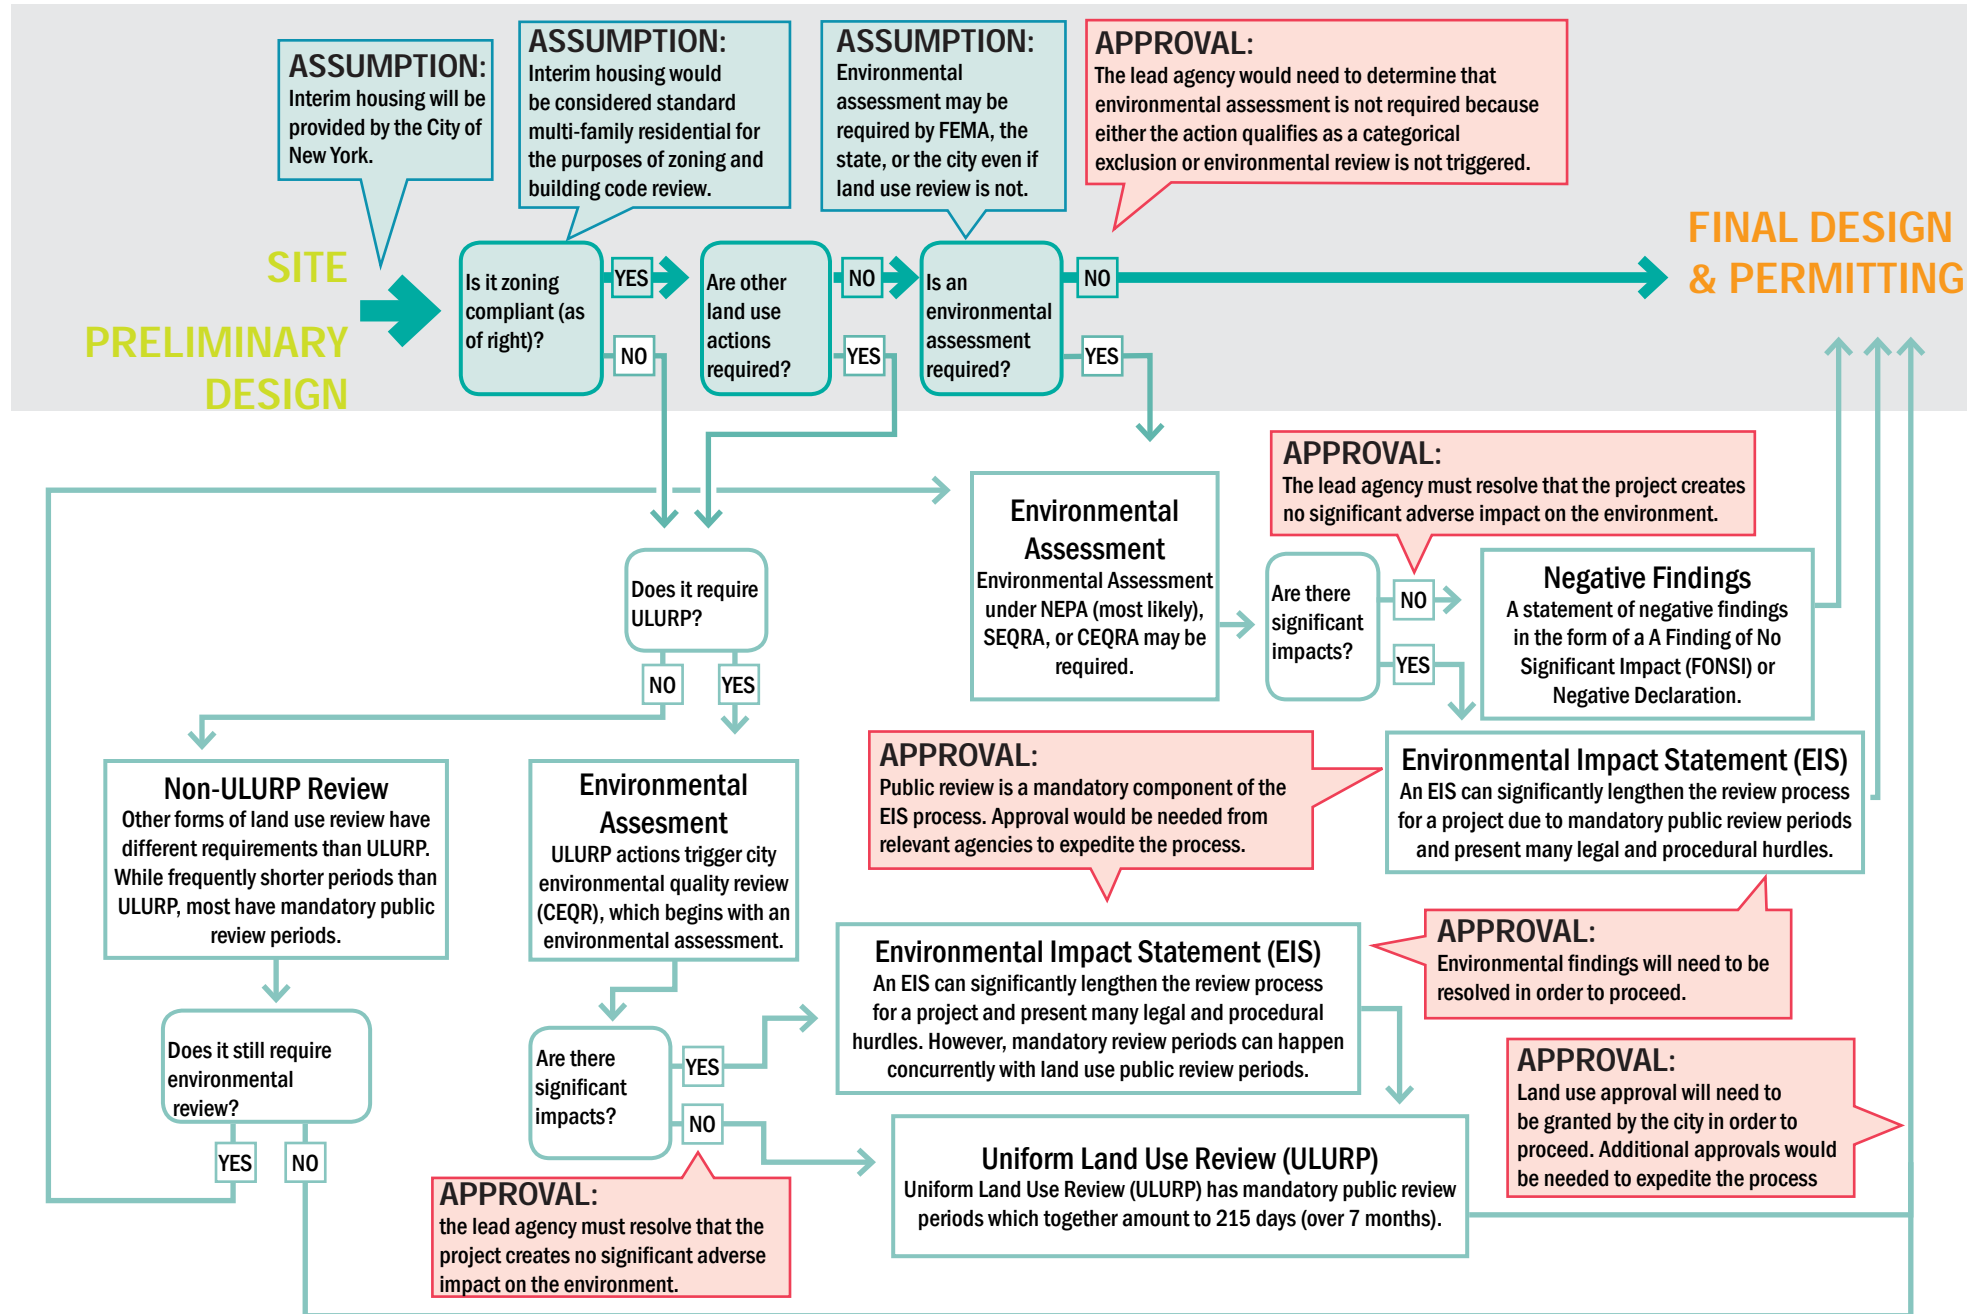 ASSUMPTION:
Interim housing will be
provided by the City of
New York.
ASSUMPTION:
Interim housing would
be considered standard
multi-family residential for
the purposes of zoning and
building code review.
ASSUMPTION:
Environmental
assessment may be
required by FEMA, the
state, or the city even if
land use review is not.
APPROVAL:
The lead agency would need to determine that
environmental assessment is not required because
either the action qualifies as a categorical
exclusion or environmental review is not triggered.
SITE
PRELIMINARY
DESIGN
Is it zoning
compliant (as
of right)?
YES
NO
Are other
land use
actions
required?
NO
YES
Is an
environmental
assessment
required?
NO
YES
FINAL DESIGN
& PERMITTING
APPROVAL:
The lead agency must resolve that the project creates
no significant adverse impact on the environment.
Environmental
Assessment
Environmental Assessment
under NEPA (most likely),
SEQRA, or CEQRA may be
required.
Are there
significant
impacts?
NO
YES
Negative Findings
A statement of negative findings
in the form of a A Finding of No
Significant Impact (FONSI) or
Negative Declaration.
Does it require
ULURP?
NO
YES
Non-ULURP Review
Other forms of land use review have
different requirements than ULURP.
While frequently shorter periods than
ULURP, most have mandatory public
review periods.
Environmental
Assesment
ULURP actions trigger city
environmental quality review
(CEQR), which begins with an
environmental assessment.
APPROVAL:
Public review is a mandatory component of the
EIS process. Approval would be needed from
relevant agencies to expedite the process.
Environmental Impact Statement (EIS)
An EIS can significantly lengthen the review process
for a project due to mandatory public review periods
and present many legal and procedural hurdles.
APPROVAL:
Environmental findings will need to be
resolved in order to proceed.
Environmental Impact Statement (EIS)
An EIS can significantly lengthen the review process
for a project and present many legal and procedural
hurdles. However, mandatory review periods can happen
concurrently with land use public review periods.
Does it still require
environmental
review?
YES
NO
Are there
significant
impacts?
YES
NO
APPROVAL:
the lead agency must resolve that the
project creates no significant adverse
impact on the environment.
Uniform Land Use Review (ULURP)
Uniform Land Use Review (ULURP) has mandatory public review
periods which together amount to 215 days (over 7 months).
APPROVAL:
Land use approval will need to
be granted by the city in order to
proceed. Additional approvals would
be needed to expedite the process